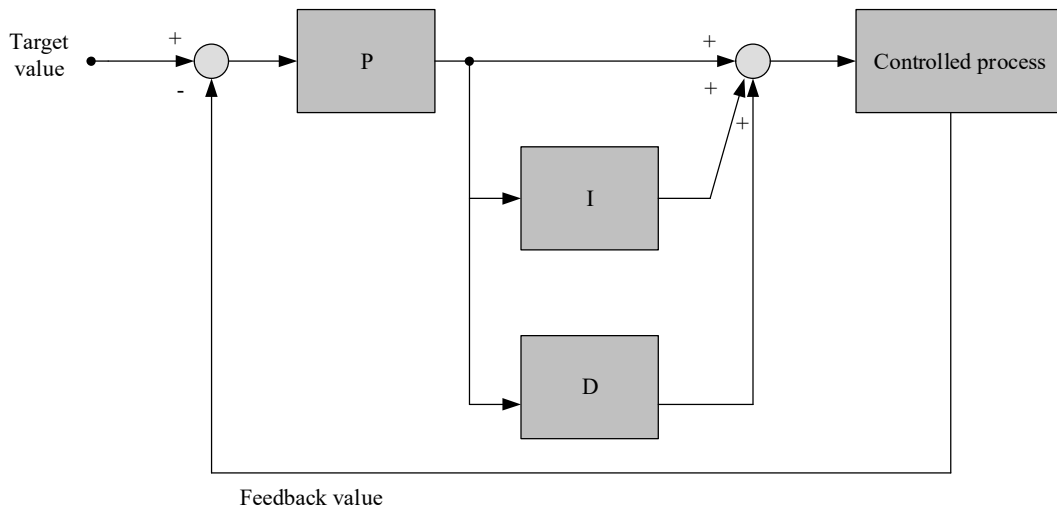 Target
value
+
-
P
+
+
+
Controlled process
I
D
Feedback value